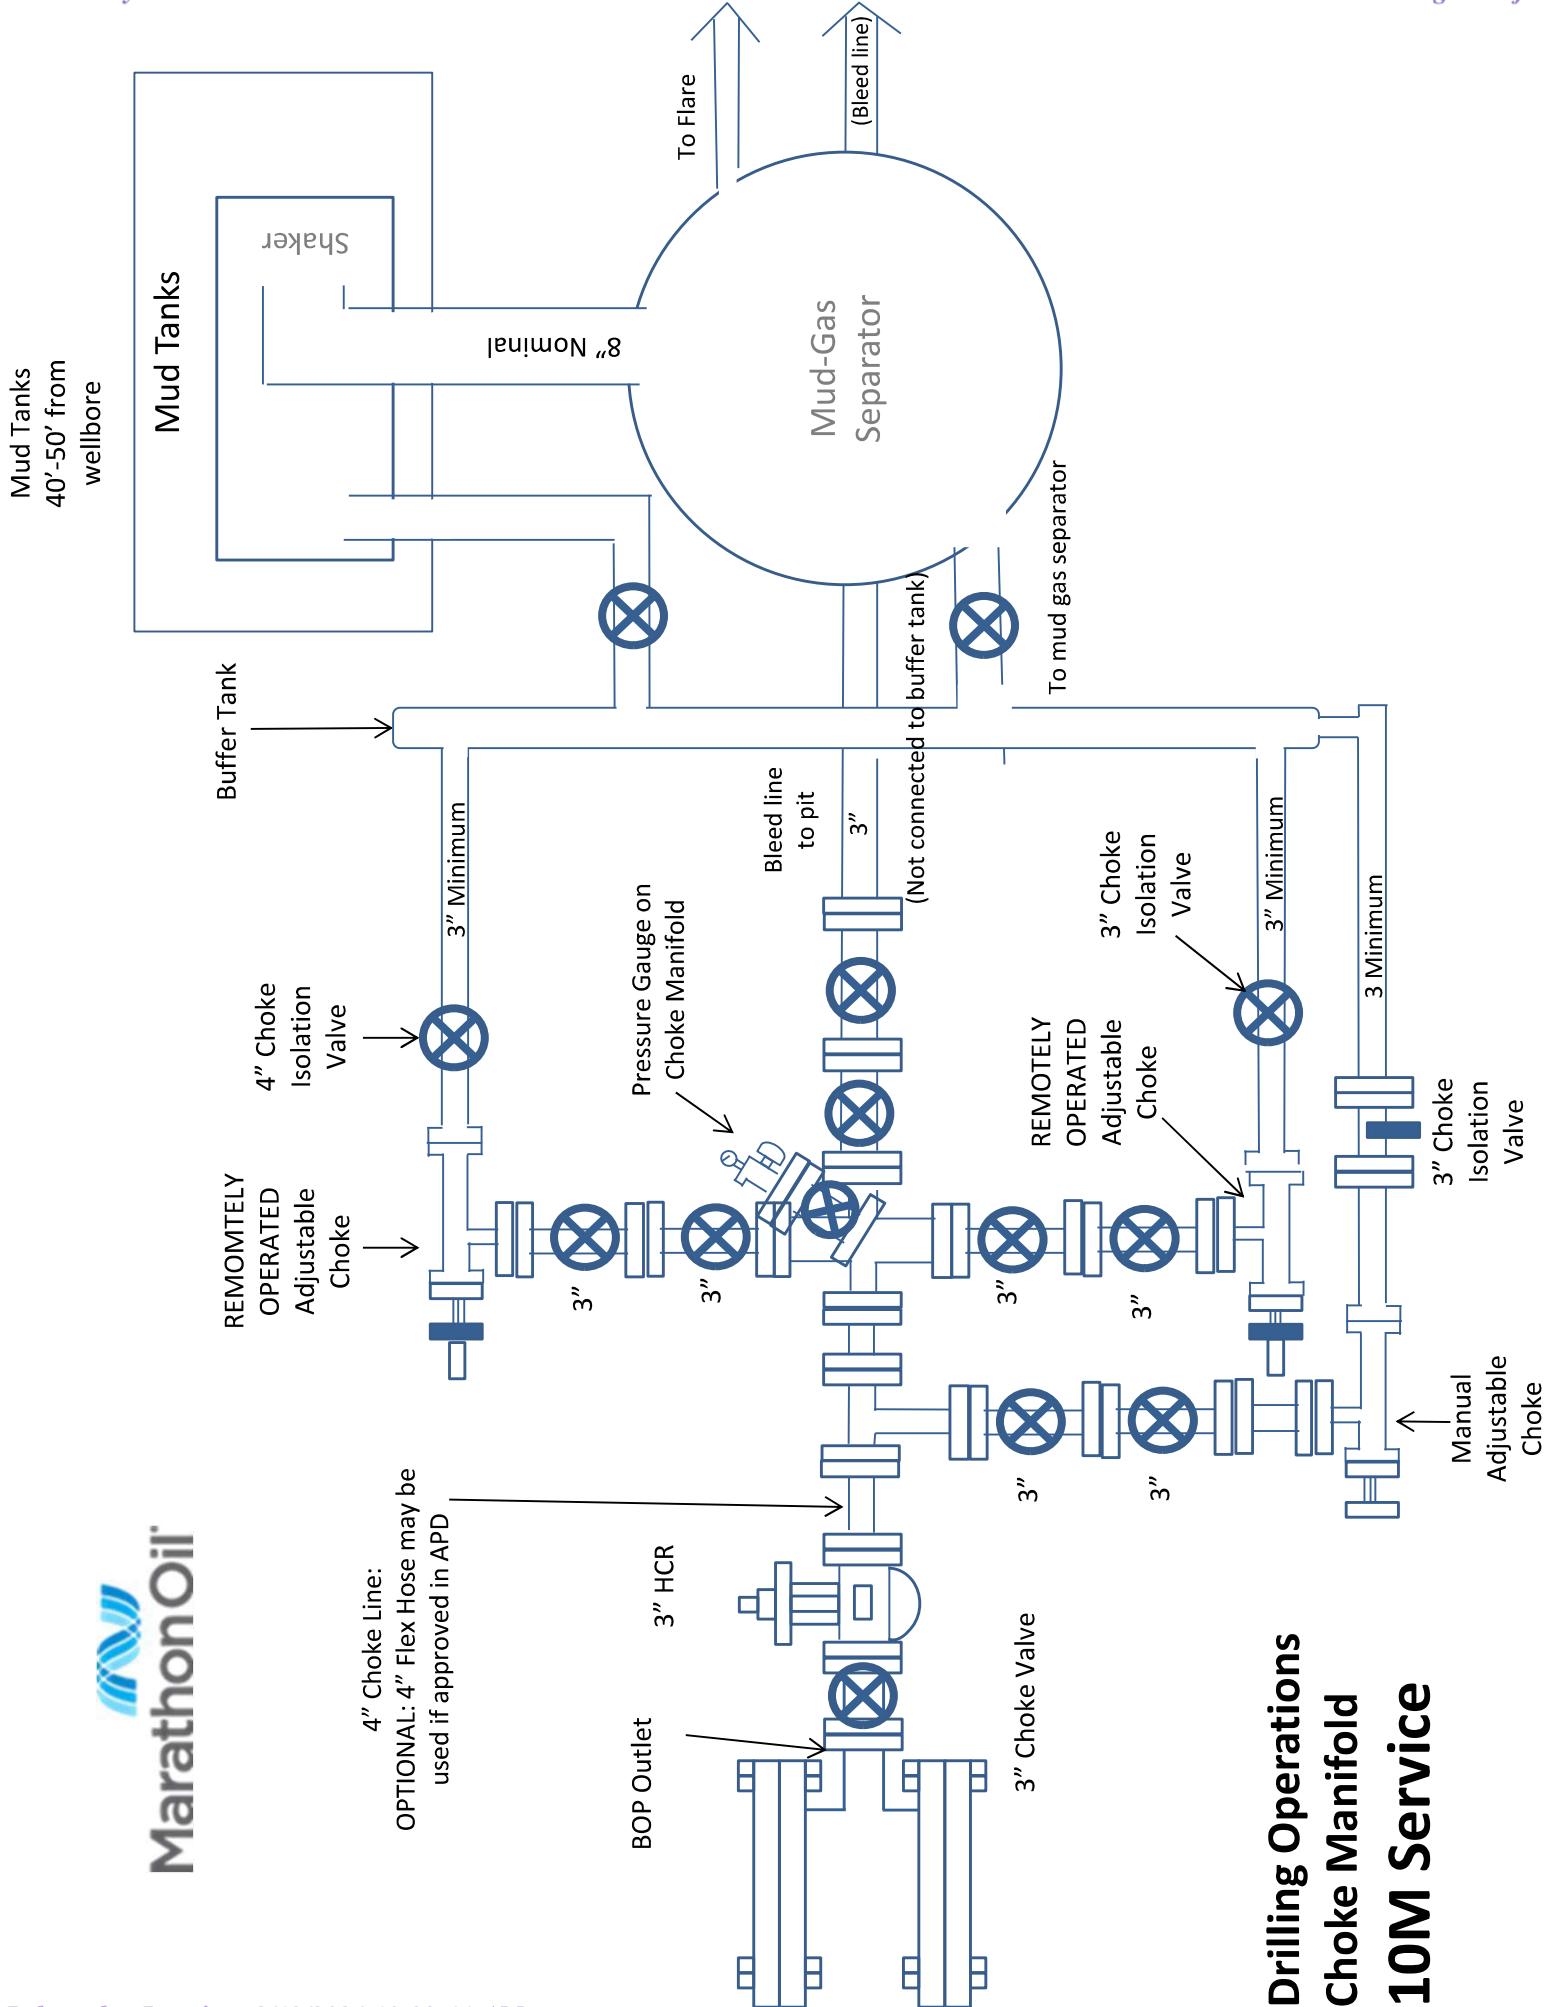 MarathonOil
Mud Tanks
40’-50’ from
wellbore
Mud Tanks
Shaker
8” Nominal
To Flare
(Bleed line)
Mud-Gas
Separator
Buffer Tank
To mud gas separator
(Not connected to buffer tank)
Bleed line
to pit
3”
3” Minimum
4” Choke
Isolation
Valve
REMOMTELY
OPERATED
Adjustable
Choke
Pressure Gauge on
Choke Manifold
3”
3”
3”
3”
REMOTELY
OPERATED
Adjustable
Choke
3” Choke
Isolation
Valve
3” Minimum
3 Minimum
3” Choke
Isolation
Valve
Manual
Adjustable
Choke
3”
3”
4” Choke Line:
OPTIONAL: 4” Flex Hose may be
used if approved in APD
3” HCR
BOP Outlet
3” Choke Valve
Drilling Operations
Choke Manifold
10M Service